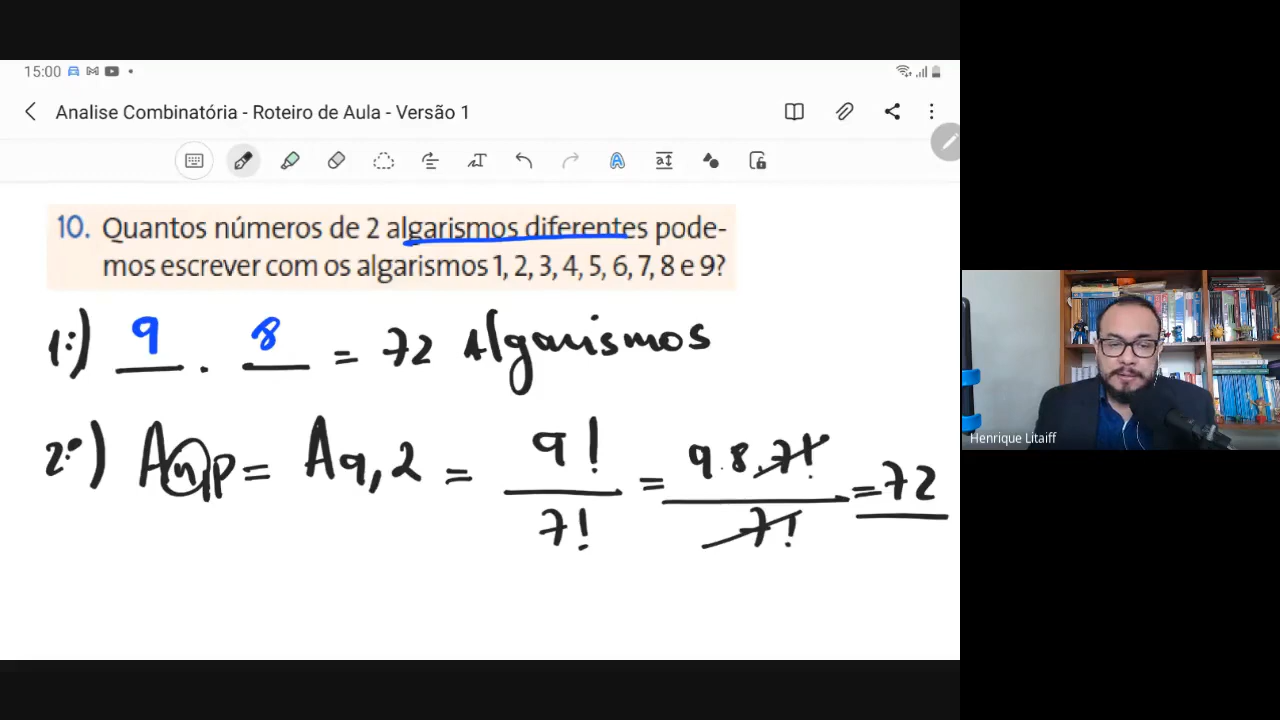 15:00
Analise Combinatória - Roteiro de Aula - Versão 1
10. Quantos números de 2 algarismos diferentes pode-
mos escrever com os algarismos 1, 2, 3, 4, 5, 6, 7, 8 e 9?
1º) 9 . 8 = 72 Algarismos
2º) An,p = A9,2 = 9!/7! = 9.8.7!/7! = 72
Henrique Litaiff